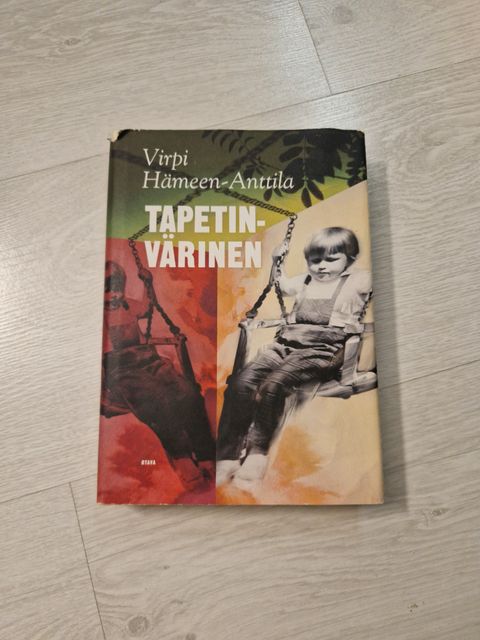 Virpi
Hämeen-Anttila
TAPETIN-
VÄRINEN
OTAVA